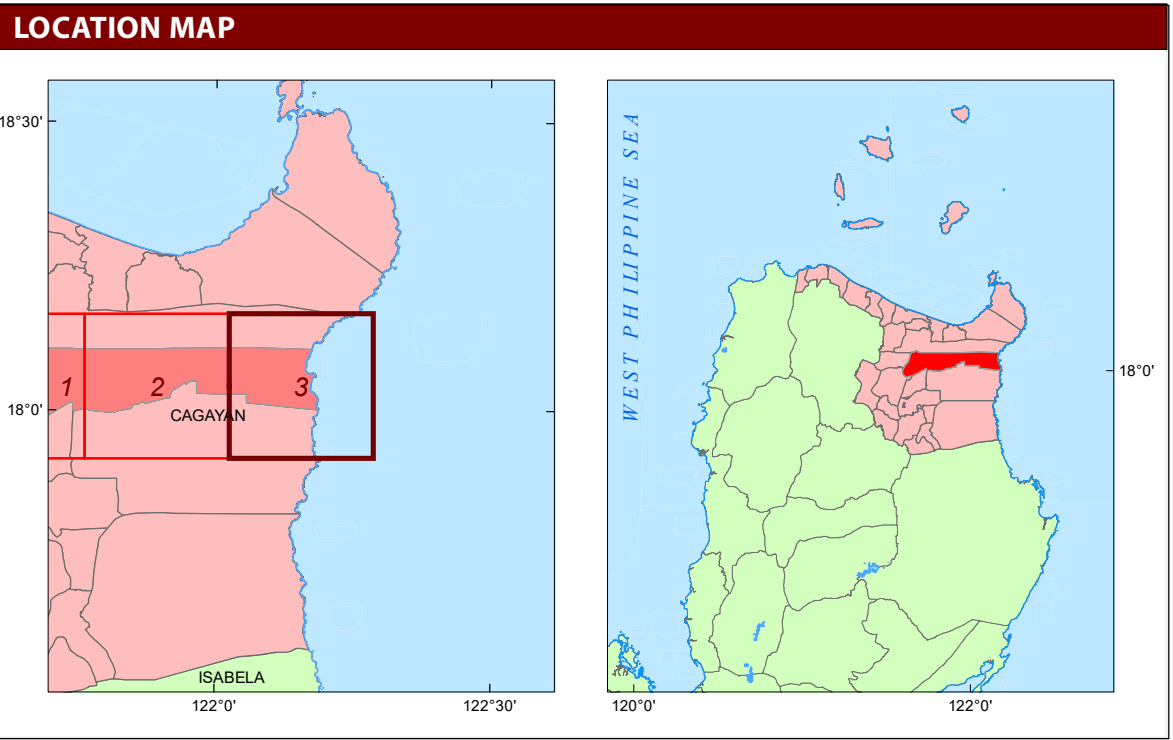 LOCATION MAP
18°30'
1
2
3
18°0'
CAGAYAN
ISABELA
122°0'
122°30'
WEST PHILIPPINE SEA
18°0'
120°0'
122°0'